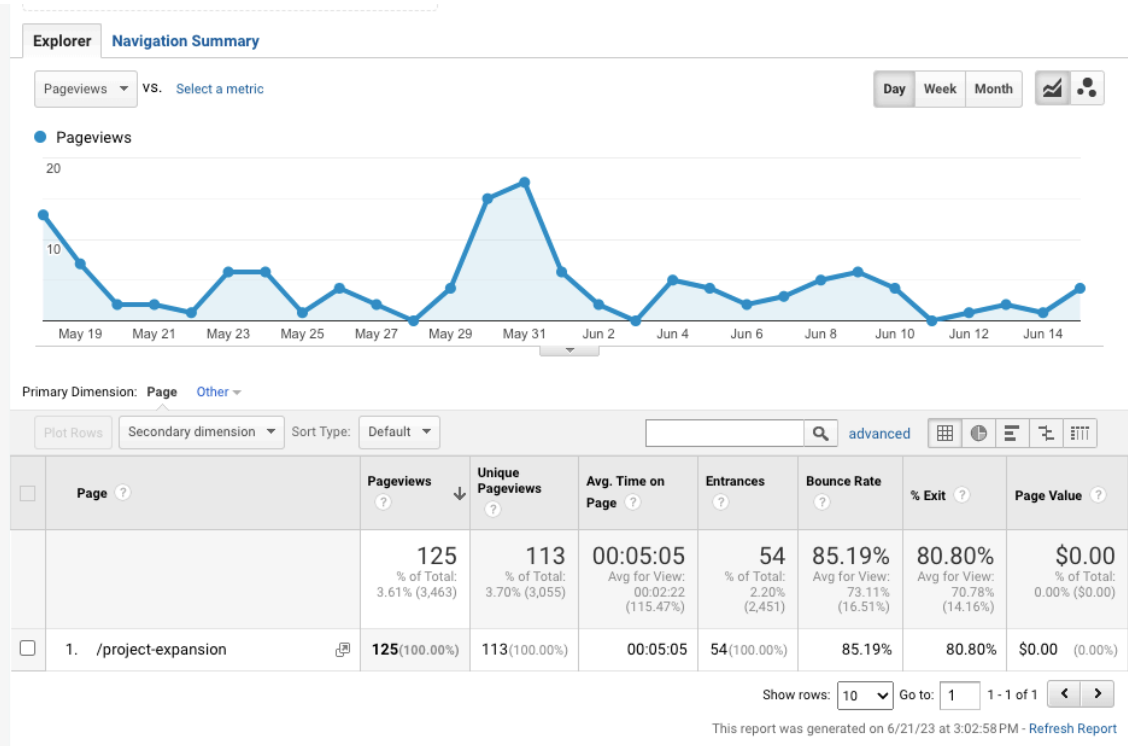 Explorer Navigation Summary
Pageviews VS. Select a metric Day Week Month
Pageviews
20
10
May 19 May 21 May 23 May 25 May 27 May 29 May 31 Jun 2 Jun 4 Jun 6 Jun 8 Jun 10 Jun 12 Jun 14
Primary Dimension: Page Other
Plot Rows Secondary dimension Sort Type: Default advanced
Page ? Pageviews ? Unique Pageviews ? Avg. Time on Page ? Entrances ? Bounce Rate ? % Exit ? Page Value ?
125 113 00:05:05 54 85.19% 80.80% $0.00
% of Total: % of Total: Avg for View: % of Total: Avg for View: Avg for View: % of Total:
3.61% (3,463) 3.70% (3,055) 00:02:22 2.20% 73.11% 70.78% 0.00% ($0.00)
(115.47%) (2,451) (16.51%) (14.16%)
1. /project-expansion 125(100.00%) 113(100.00%) 00:05:05 54(100.00%) 85.19% 80.80% $0.00 (0.00%)
Show rows: 10 Go to: 1 1 - 1 of 1
This report was generated on 6/21/23 at 3:02:58 PM - Refresh Report